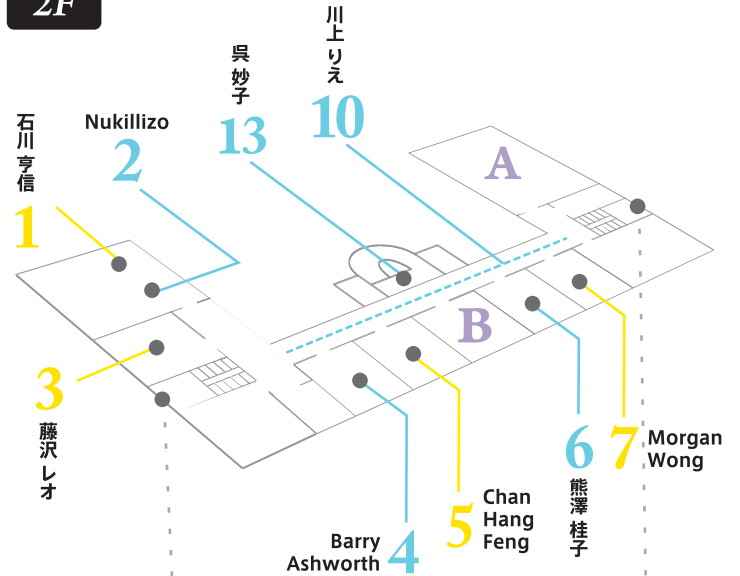 2F
川上 りえ
10
呉 妙子
13
Nukillizo
2
石川 亨信
1
A
B
3
藤沢 レオ
Barry
Ashworth
4
5
Chan
Hang
Feng
6
熊澤 桂子
7
Morgan
Wong